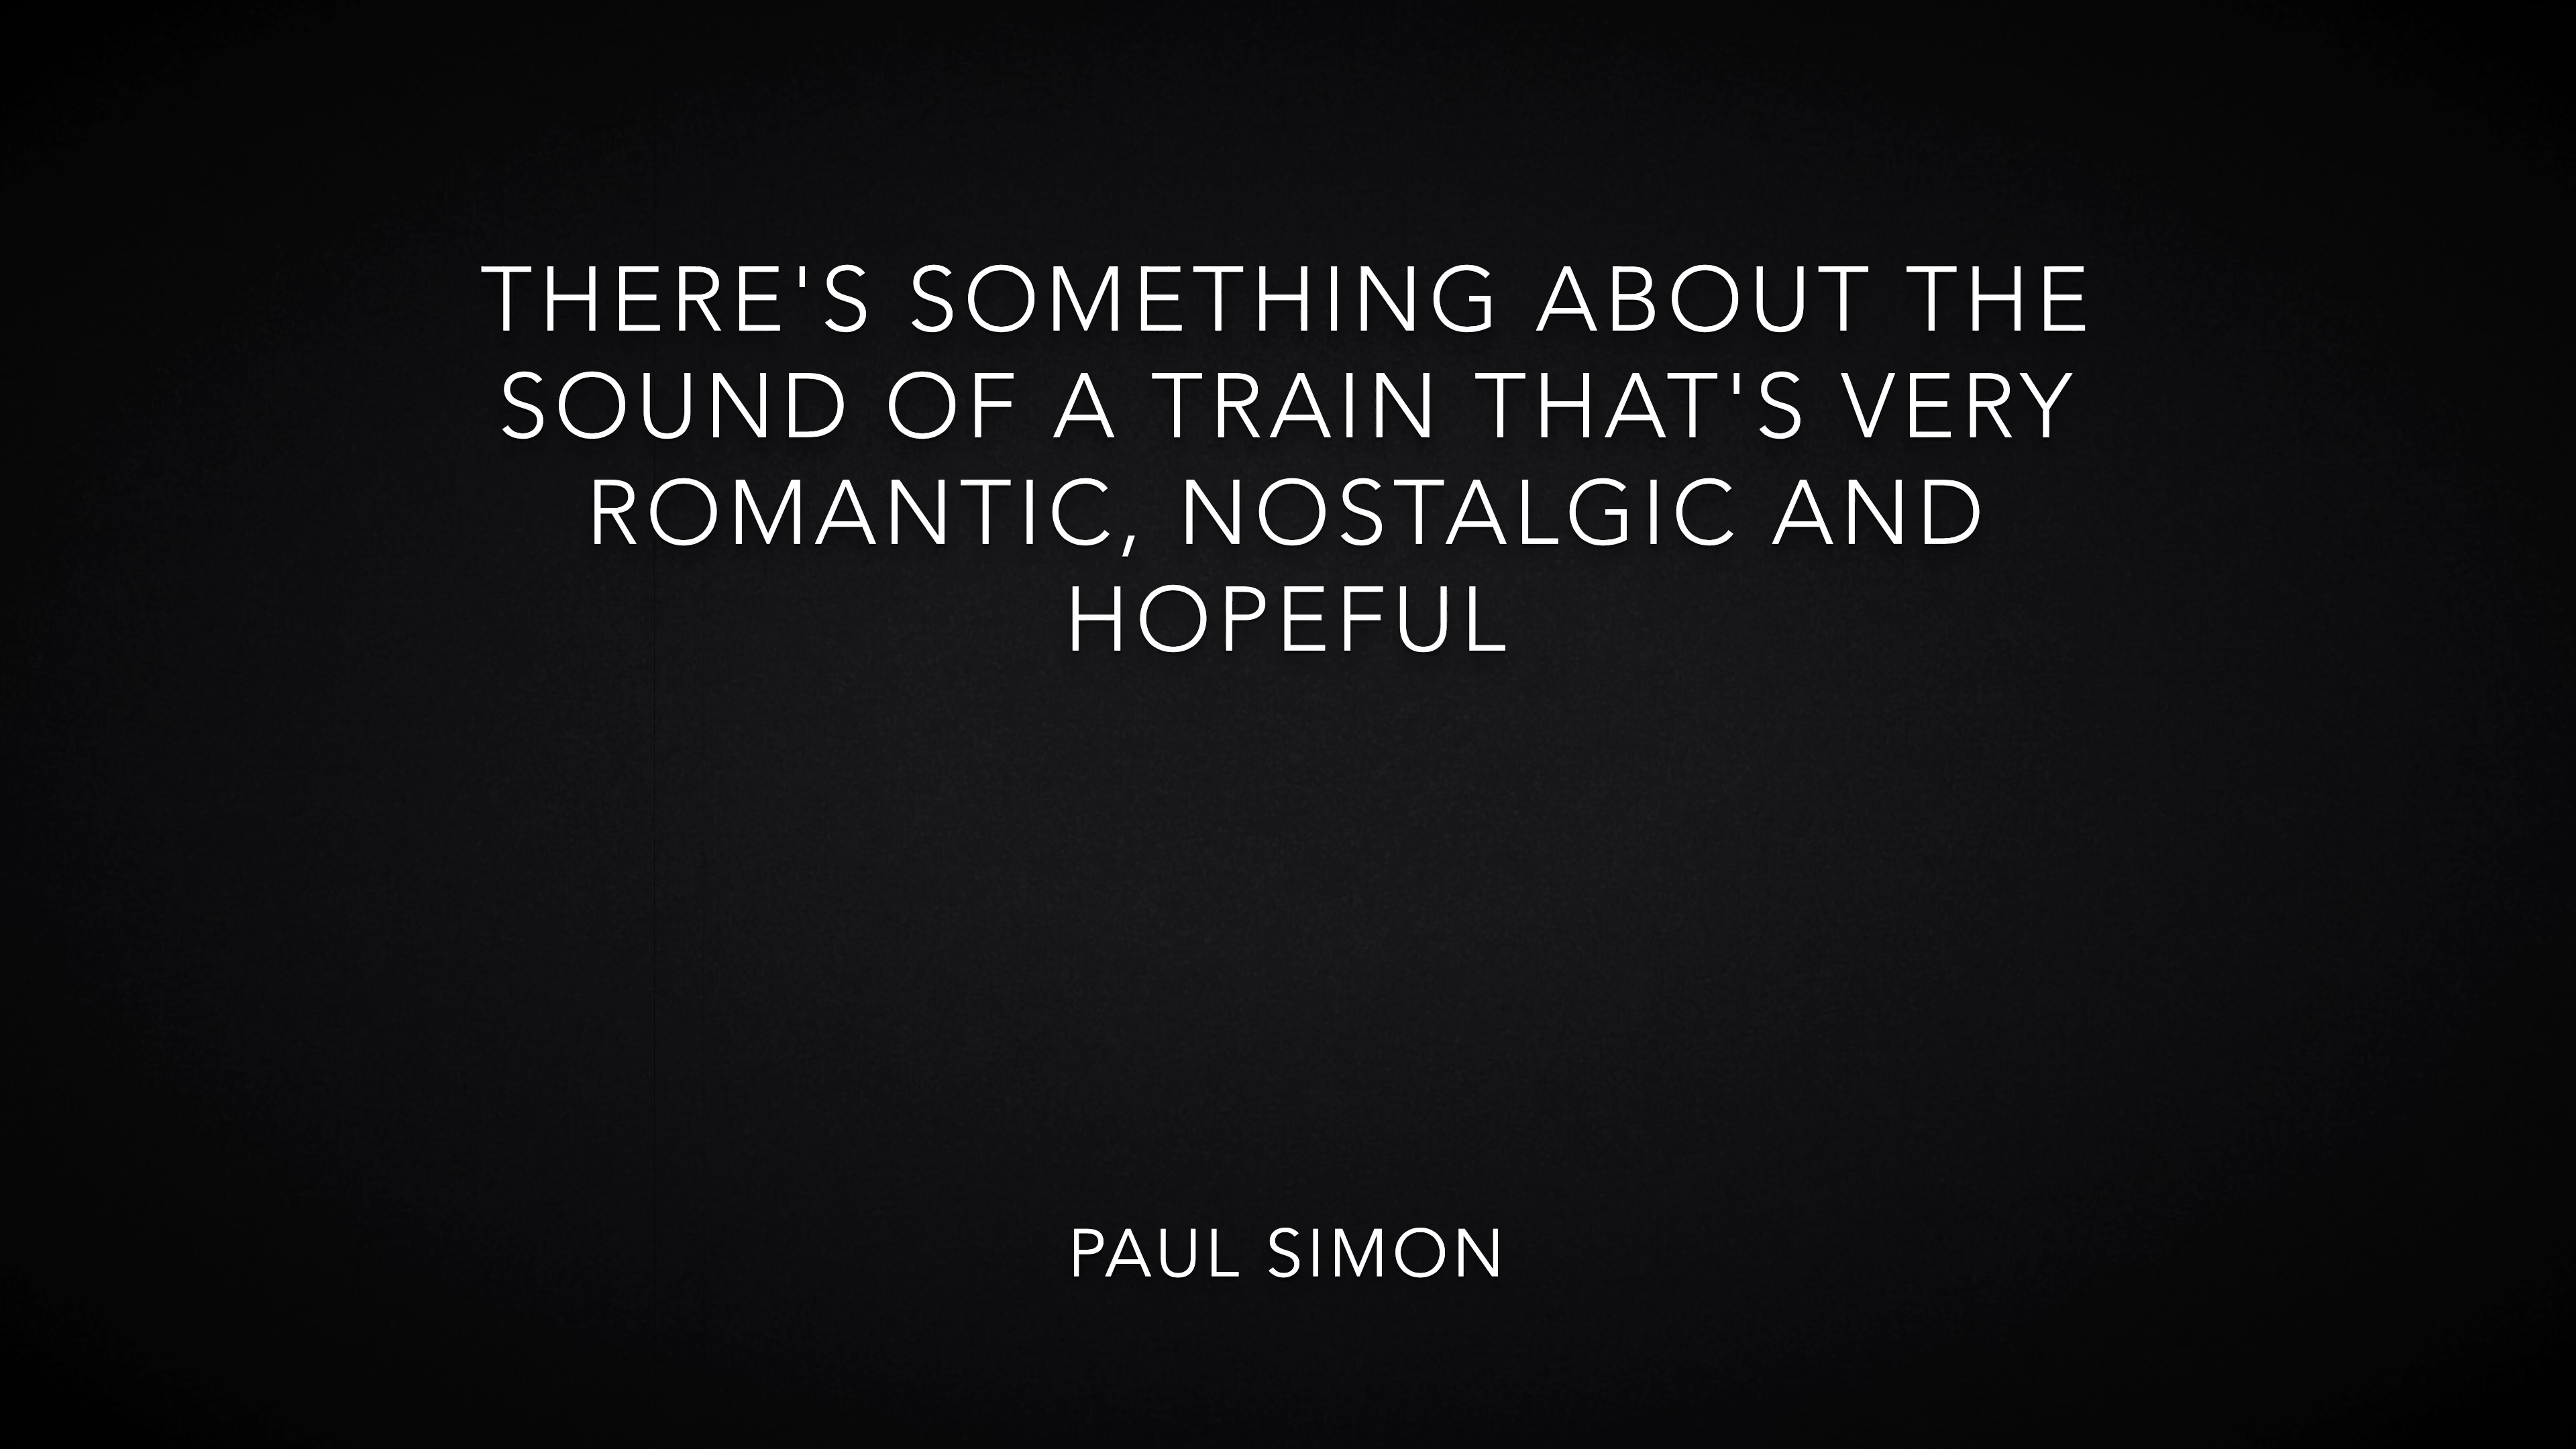 THERE'S SOMETHING ABOUT THE
SOUND OF A TRAIN THAT'S VERY
ROMANTIC, NOSTALGIC AND
HOPEFUL
PAUL SIMON